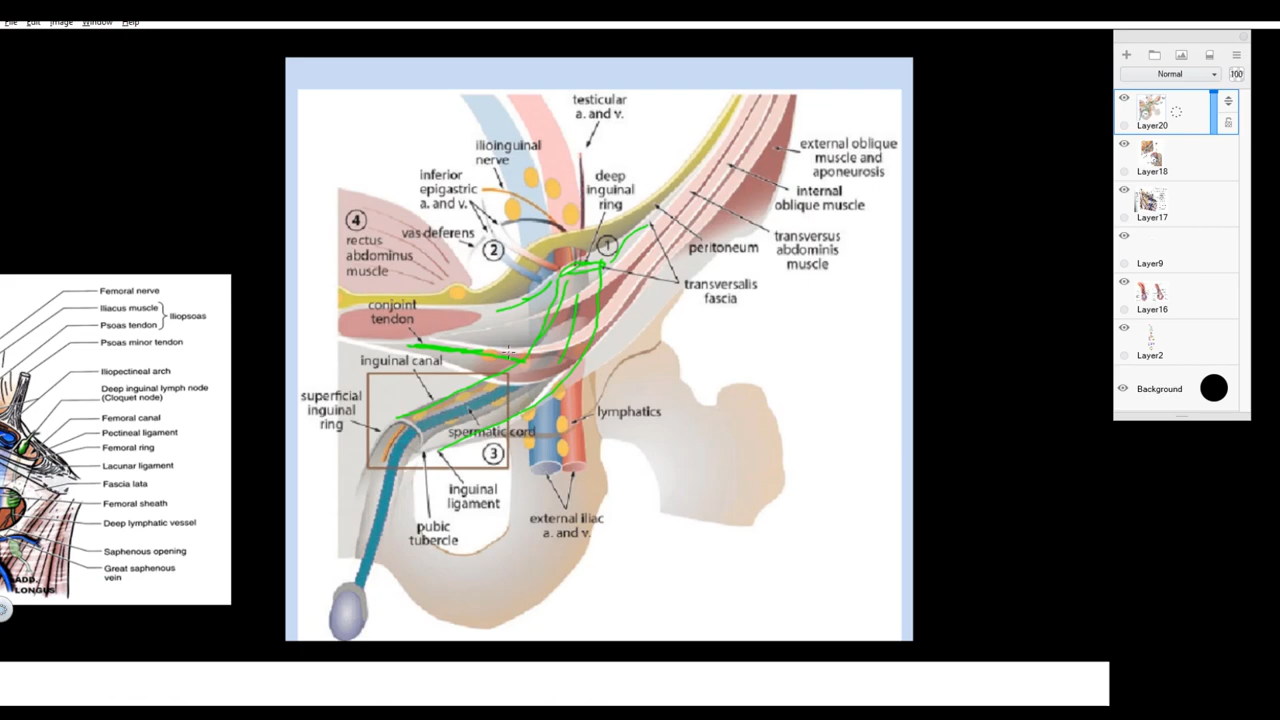 File Edit Image Window Help
Normal
100
Layer20
Layer18
Layer17
Layer9
Layer16
Layer2
Background
testicular
a. and v.
ilioinguinal
nerve
inferior
epigastric
a. and v.
deep
inguinal
ring
external oblique
muscle and
aponeurosis
internal
oblique muscle
4
rectus
abdominus
muscle
vas deferens
2
1
peritoneum
transversus
abdominis
muscle
transversalis
fascia
conjoint
tendon
inguinal canal
superficial
inguinal
ring
spermatic cord
lymphatics
3
inguinal
ligament
pubic
tubercle
external iliac
a. and v.
Femoral nerve
Iliacus muscle
Psoas tendon
Iliopsoas
Psoas minor tendon
Iliopectineal arch
Deep inguinal lymph node
(Cloquet node)
Femoral canal
Pectineal ligament
Femoral ring
Lacunar ligament
Fascia lata
Femoral sheath
Deep lymphatic vessel
Saphenous opening
Great saphenous
vein
ADD.
LONGUS